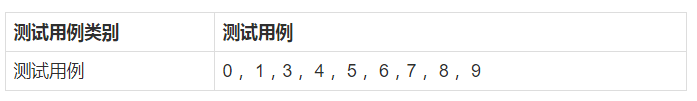 测试用例类别 测试用例
测试用例 0 , 1 , 3 , 4 , 5 , 6 , 7 , 8 , 9